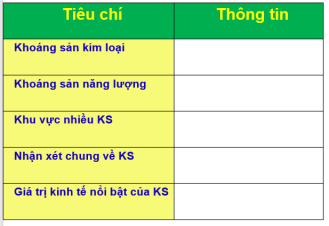 Tiêu chí Thông tin
Khoáng sản kim loại
Khoáng sản năng lượng
Khu vực nhiều KS
Nhận xét chung về KS
Giá trị kinh tế nổi bật của KS